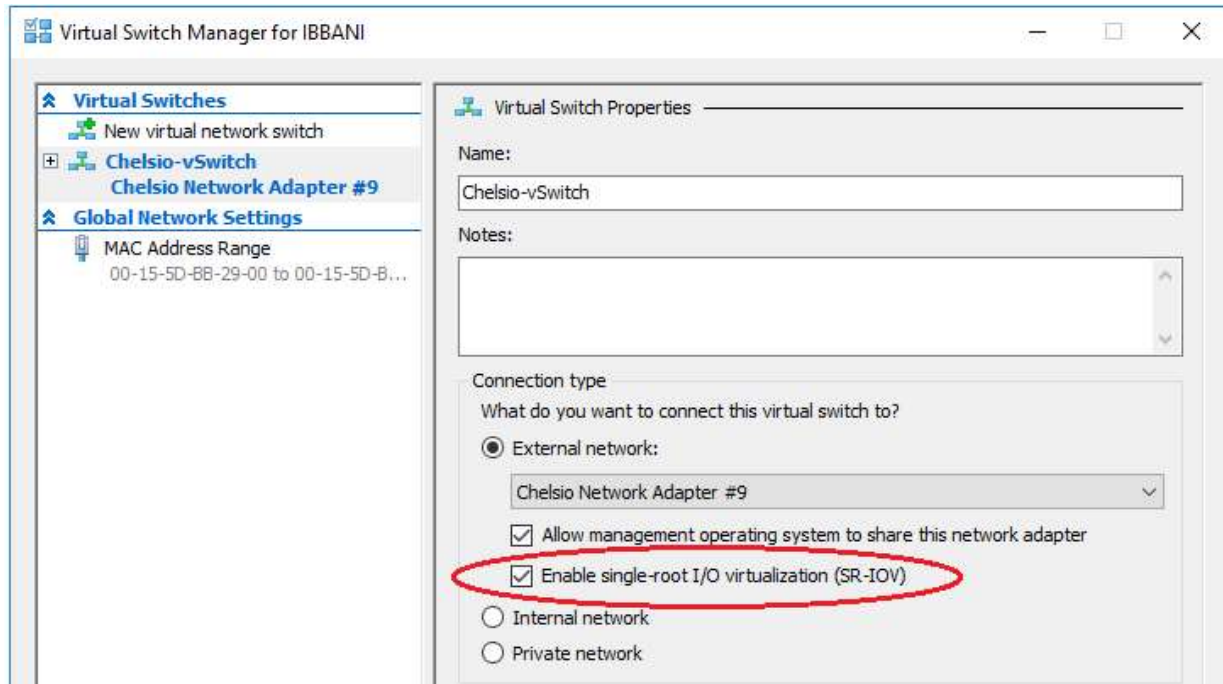 Virtual Switch Manager for IBBANI
Virtual Switches
New virtual network switch
Chelsio-vSwitch
Chelsio Network Adapter #9
Global Network Settings
MAC Address Range
00-15-5D-BB-29-00 to 00-15-5D-B...
Virtual Switch Properties
Name:
Chelsio-vSwitch
Notes:
Connection type
What do you want to connect this virtual switch to?
External network:
Chelsio Network Adapter #9
Allow management operating system to share this network adapter
Enable single-root I/O virtualization (SR-IOV)
Internal network
Private network